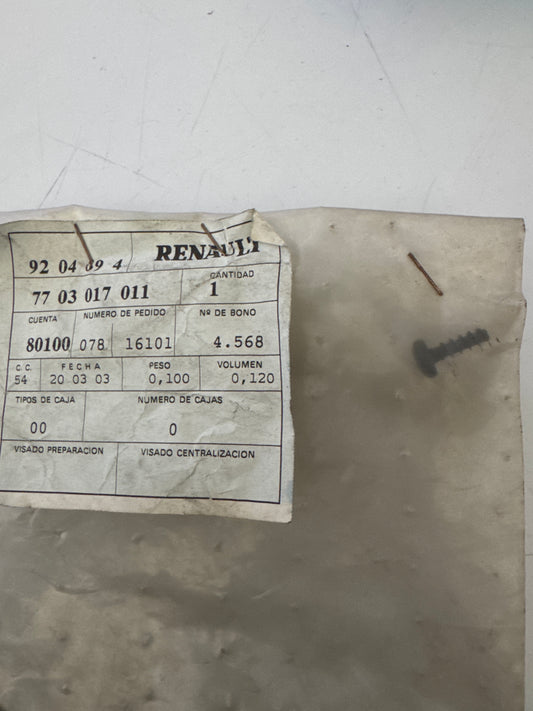 92 04 69 4 RENAULT
77 03 017 011 CANTIDAD 1
CUENTA NUMERO DE PEDIDO Nº DE BONO
80100 078 16101 4.568
C.C. FECHA PESO VOLUMEN
54 20 03 03 0,100 0,120
TIPOS DE CAJA NUMERO DE CAJAS
00 0
VISADO PREPARACION VISADO CENTRALIZACION